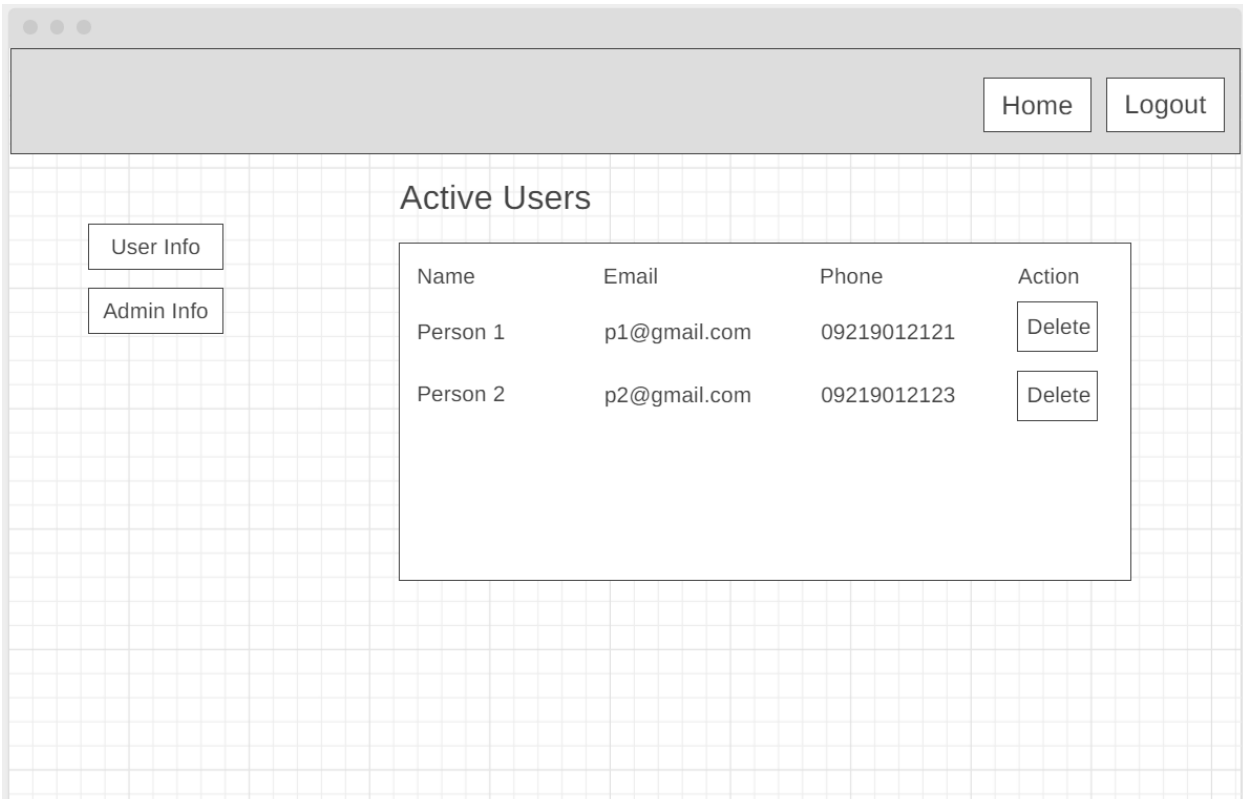 Home Logout
Active Users
User Info
Admin Info
Name Email Phone Action
Person 1 p1@gmail.com 09219012121 Delete
Person 2 p2@gmail.com 09219012123 Delete